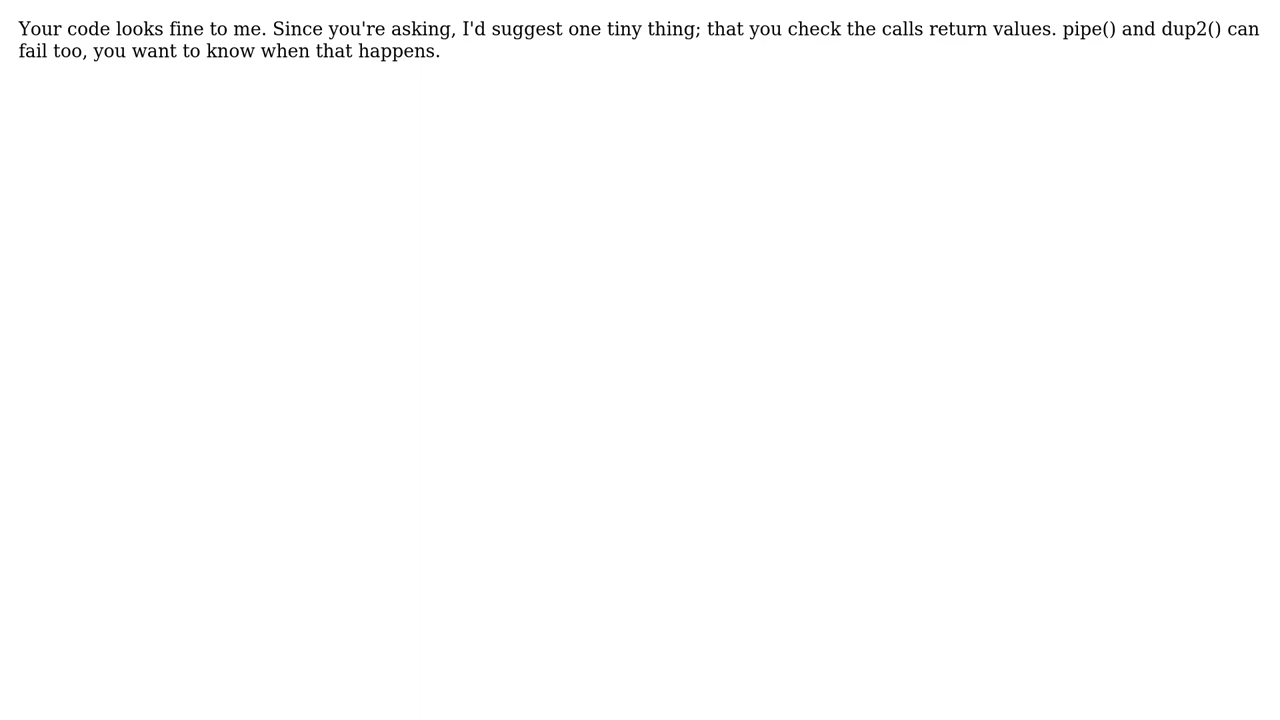 Your code looks fine to me. Since you're asking, I'd suggest one tiny thing; that you check the calls return values. pipe() and dup2() can
fail too, you want to know when that happens.